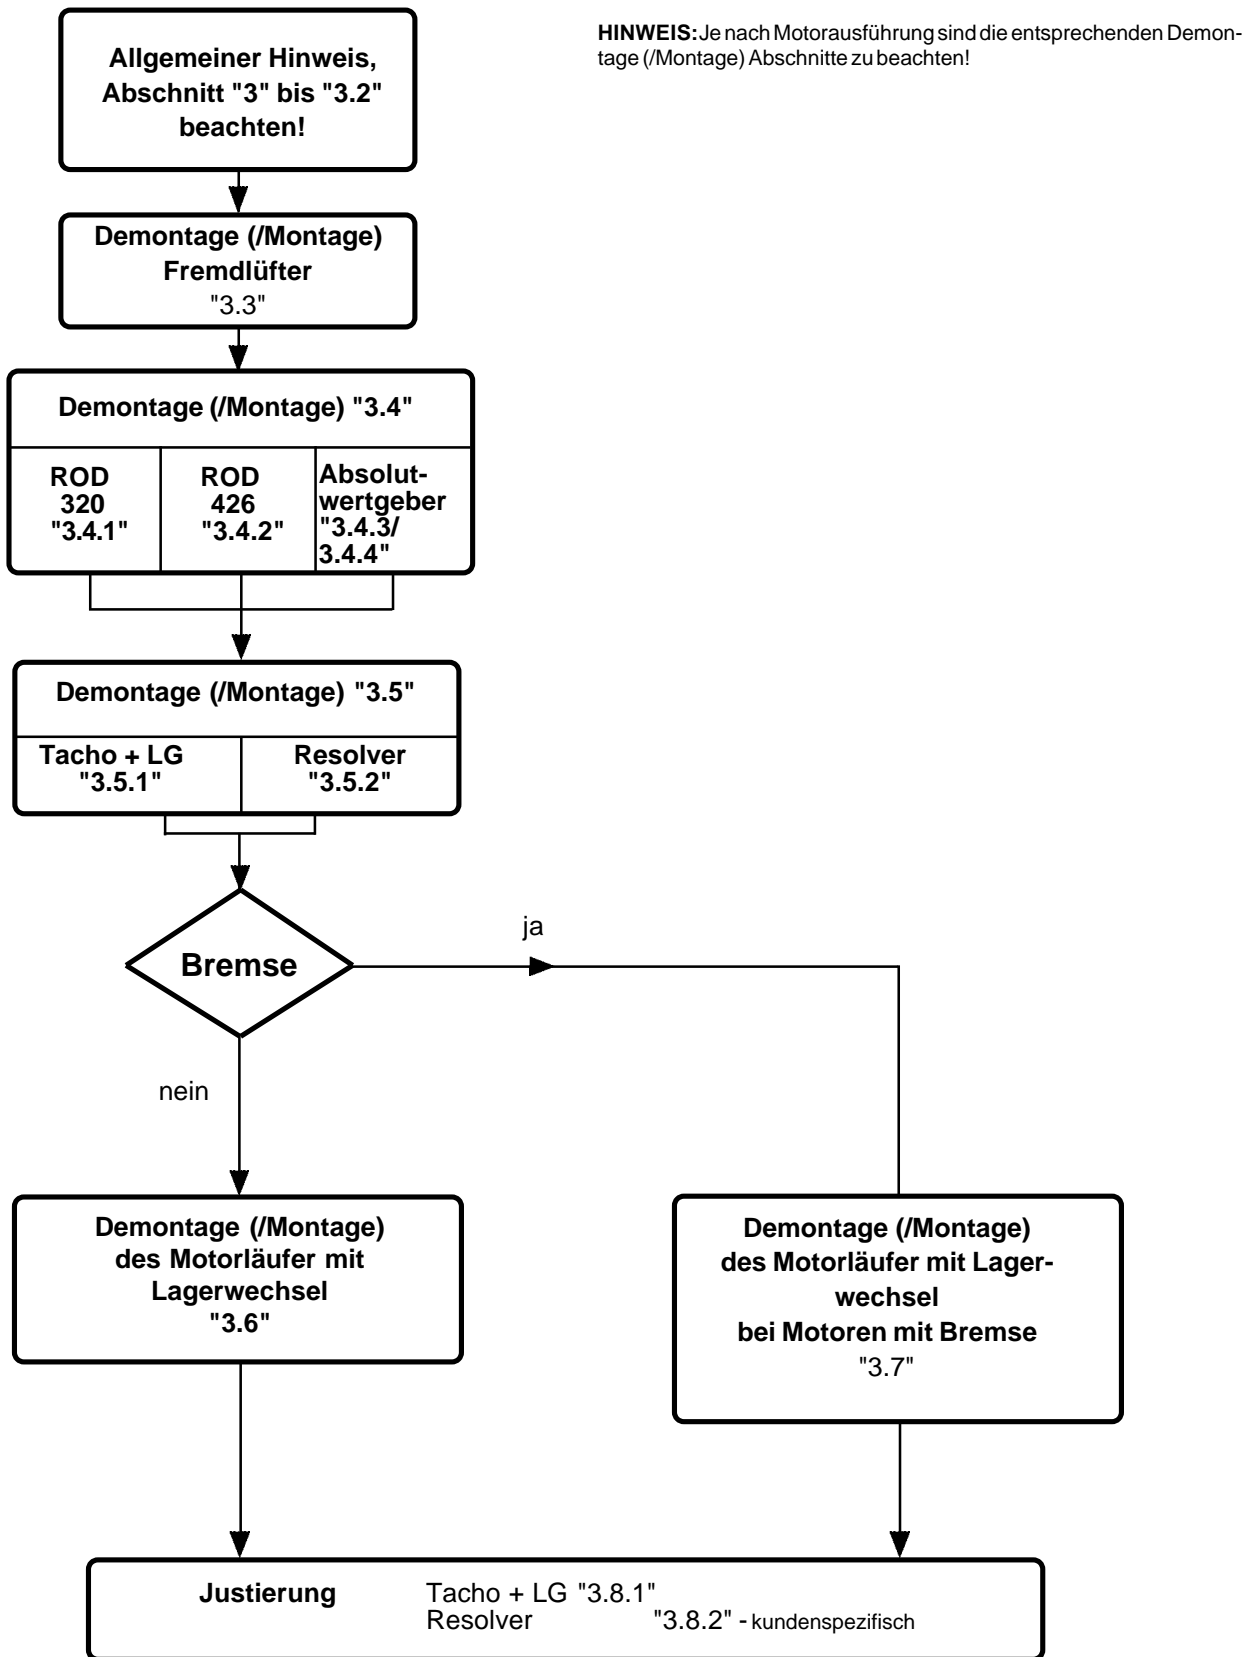 Allgemeiner Hinweis,
Abschnitt "3" bis "3.2"
beachten!
HINWEIS: Je nach Motorausführung sind die entsprechenden Demon-
tage (/Montage) Abschnitte zu beachten!
Demontage (/Montage)
Fremdlüfter
"3.3"
Demontage (/Montage) "3.4"
ROD
320
"3.4.1"
ROD
426
"3.4.2"
Absolut-
wertgeber
"3.4.3/
3.4.4"
Demontage (/Montage) "3.5"
Tacho + LG
"3.5.1"
Resolver
"3.5.2"
Bremse
ja
nein
Demontage (/Montage)
des Motorläufer mit
Lagerwechsel
"3.6"
Demontage (/Montage)
des Motorläufer mit Lager-
wechsel
bei Motoren mit Bremse
"3.7"
Justierung Tacho + LG "3.8.1"
Resolver "3.8.2" - kundenspezifisch